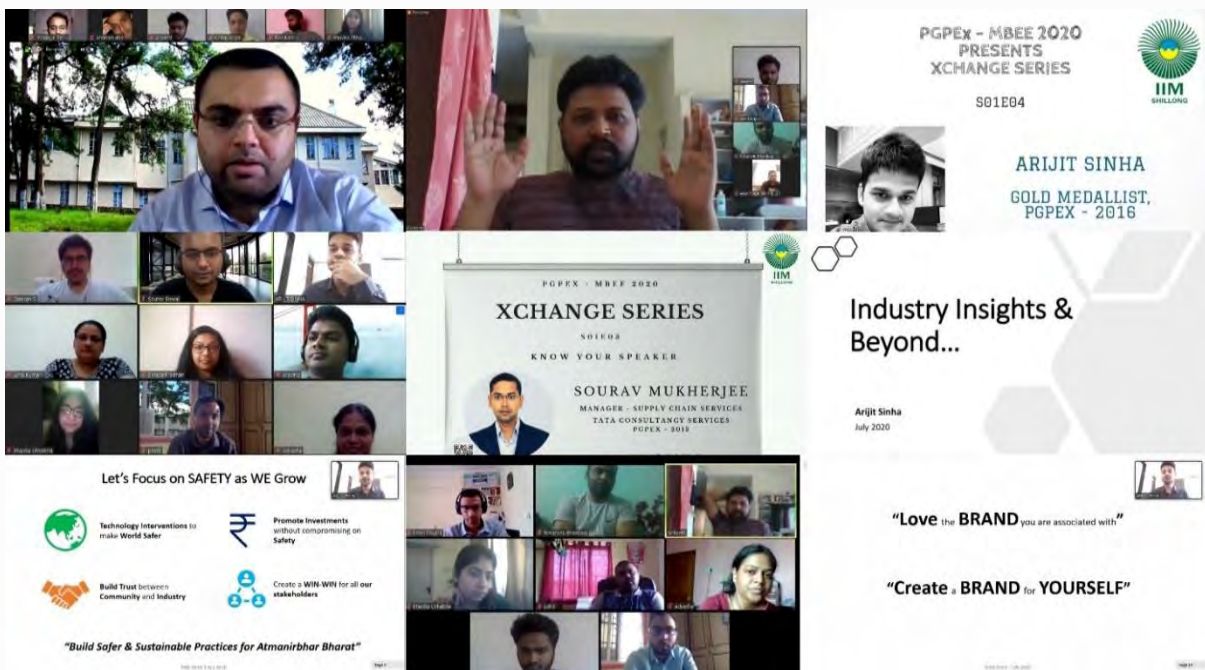 PGPEX - MBEE 2020
PRESENTS
XCHANGE SERIES
S01E04
IIM
SHILLONG
ARIJIT SINHA
GOLD MEDALLIST,
PGPEX - 2016
PGPEX - MBEE 2020
XCHANGE SERIES
S01E03
KNOW YOUR SPEAKER
SOURAV MUKHERJEE
MANAGER - SUPPLY CHAIN SERVICES
TATA CONSULTANCY SERVICES
IIM
SHILLONG
Industry Insights &
Beyond...
Arijit Sinha
July 2020
Let's Focus on SAFETY as WE Grow
Technology Interventions to
make World Safer
Promote Investments
without compromising on
Safety
Build Trust between
Community and Industry
Create a WIN-WIN for all our
stakeholders
"Build Safer & Sustainable Practices for Atmanirbhar Bharat"
"Love the BRAND you are associated with"
"Create a BRAND for YOURSELF"